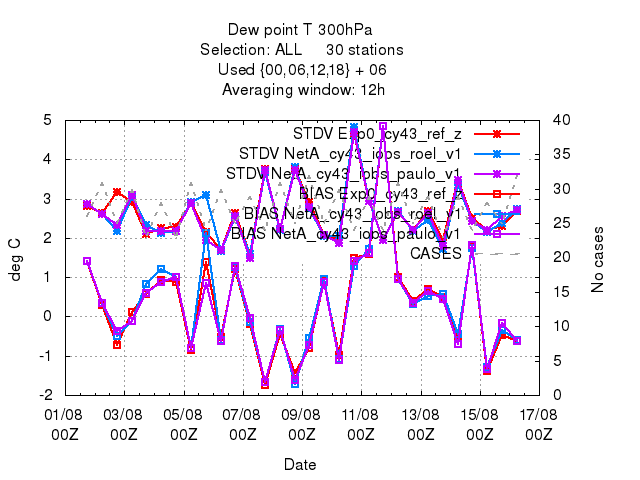 Dew point T 300hPa
Selection: ALL 30 stations
Used {00,06,12,18} + 06
Averaging window: 12h
5 40
STDV Exp0_cy43_ref_z
STDV NetA_cy43_iobs_roel_v1
4 35
STDV NetA_cy43_iobs_paulo_v1
BIAS Exp0_cy43_ref_z
3 30
BIAS NetA_cy43_iobs_roel_v1
BIAS NetA_cy43_iobs_paulo_v1
2 25
CASES
deg C
No cases
1 20
15
0
10
-1
5
-2 0
01/08 03/08 05/08 07/08 09/08 11/08 13/08 15/08 17/08
00Z 00Z 00Z 00Z 00Z 00Z 00Z 00Z 00Z
Date